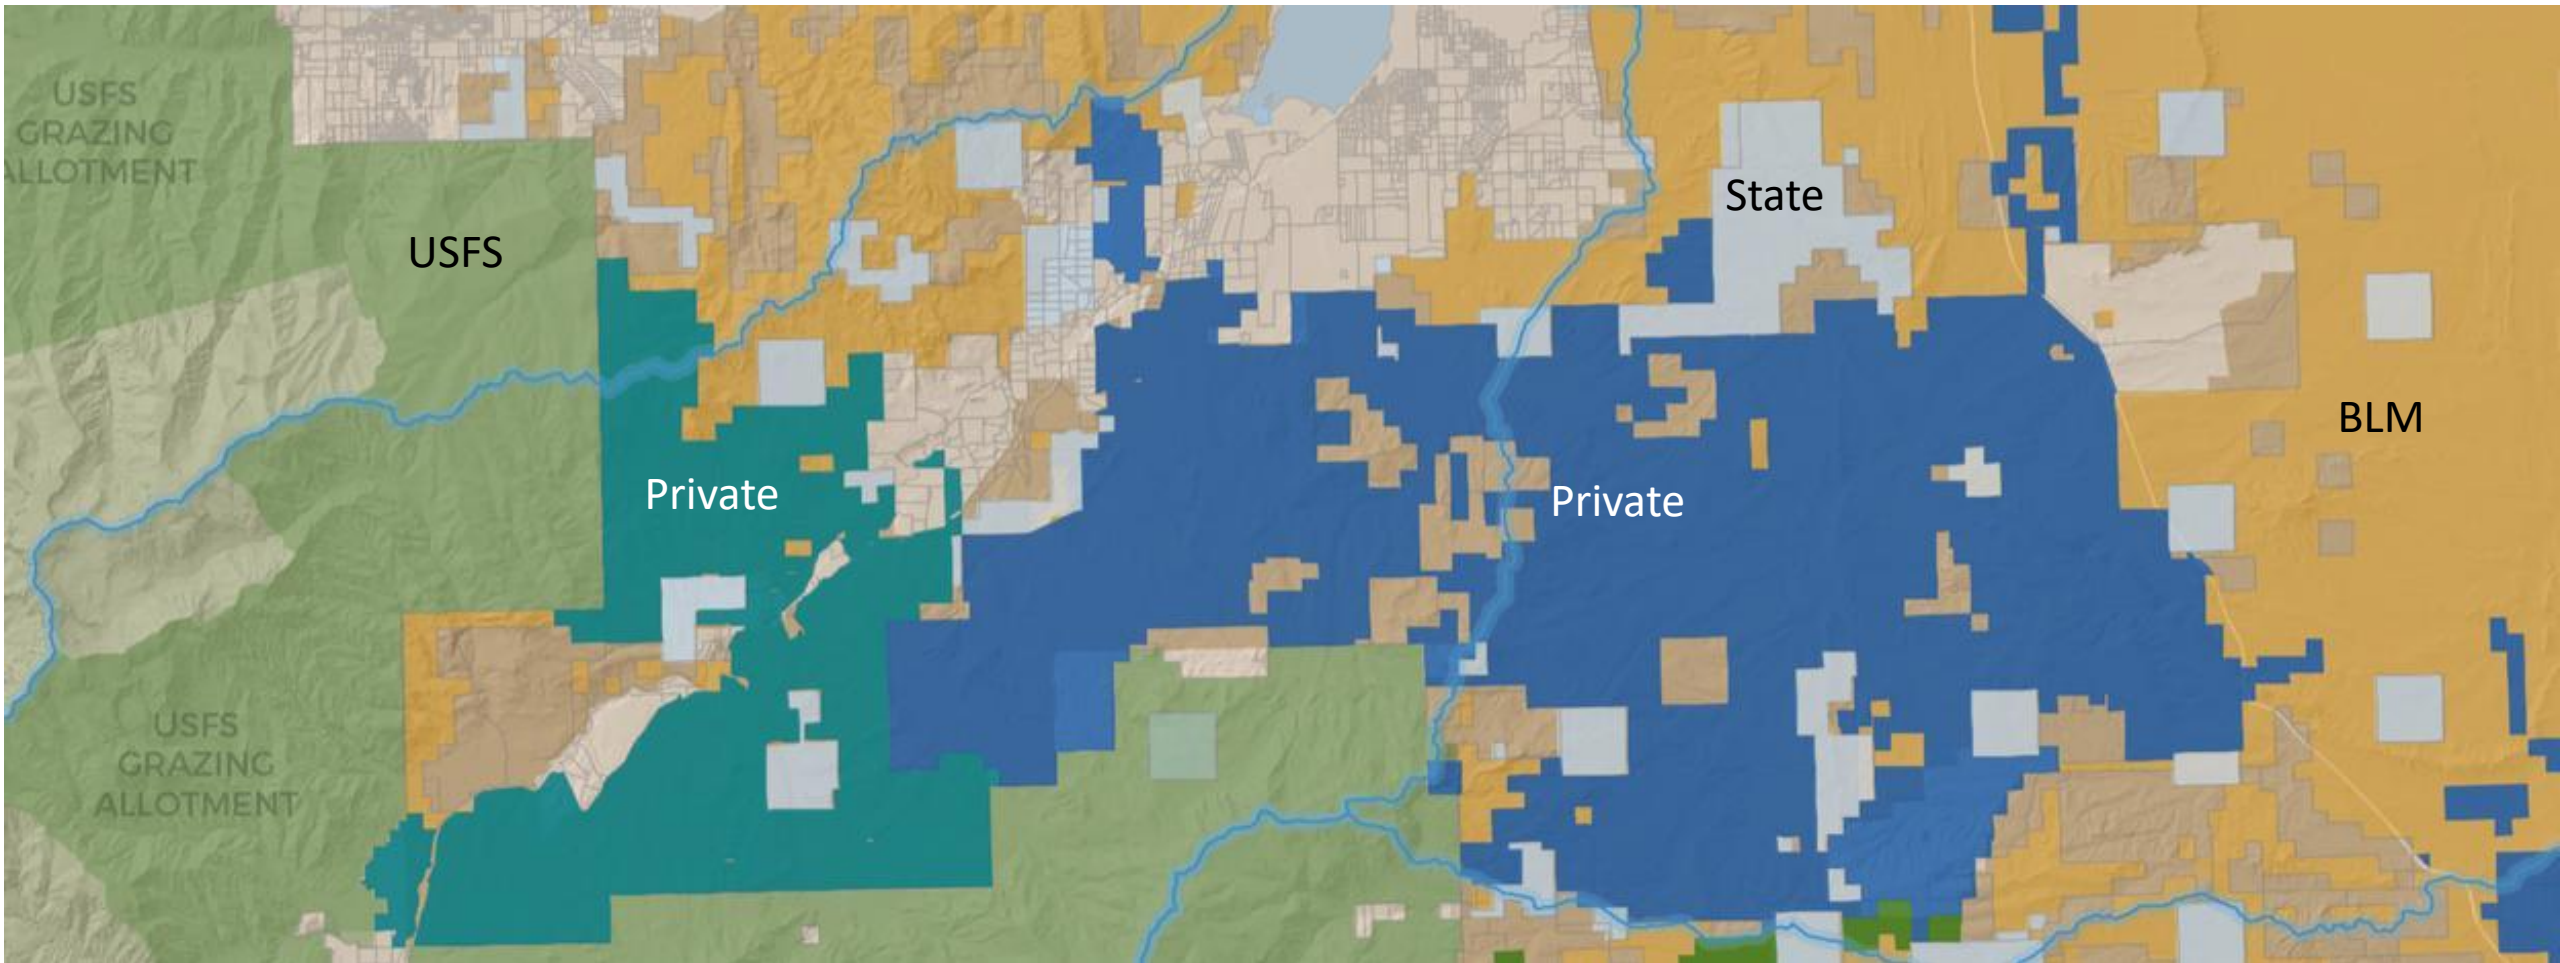 USFS
GRAZING
ALLOTMENT
USFS
State
BLM
Private
Private
USFS
GRAZING
ALLOTMENT